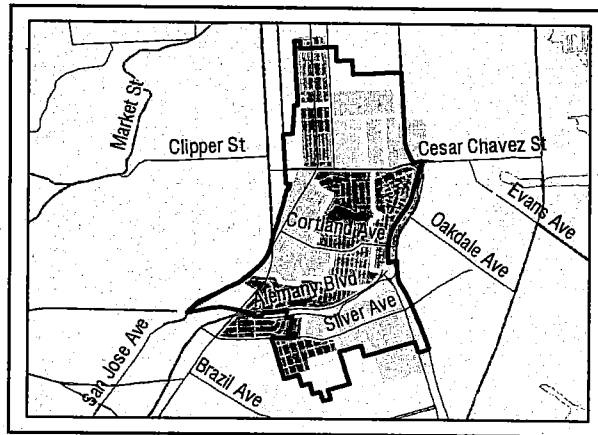 Market St
Clipper St
Cesar Chavez St
Evans Ave
Cortland Ave
Oakdale Ave
Alemany Blvd
Silver Ave
San Jose Ave
Brazil Ave